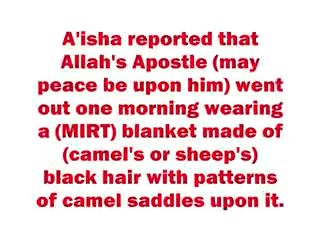 A'isha reported that
Allah's Apostle (may
peace be upon him) went
out one morning wearing
a (MIRT) blanket made of
(camel's or sheep's)
black hair with patterns
of camel saddles upon it.